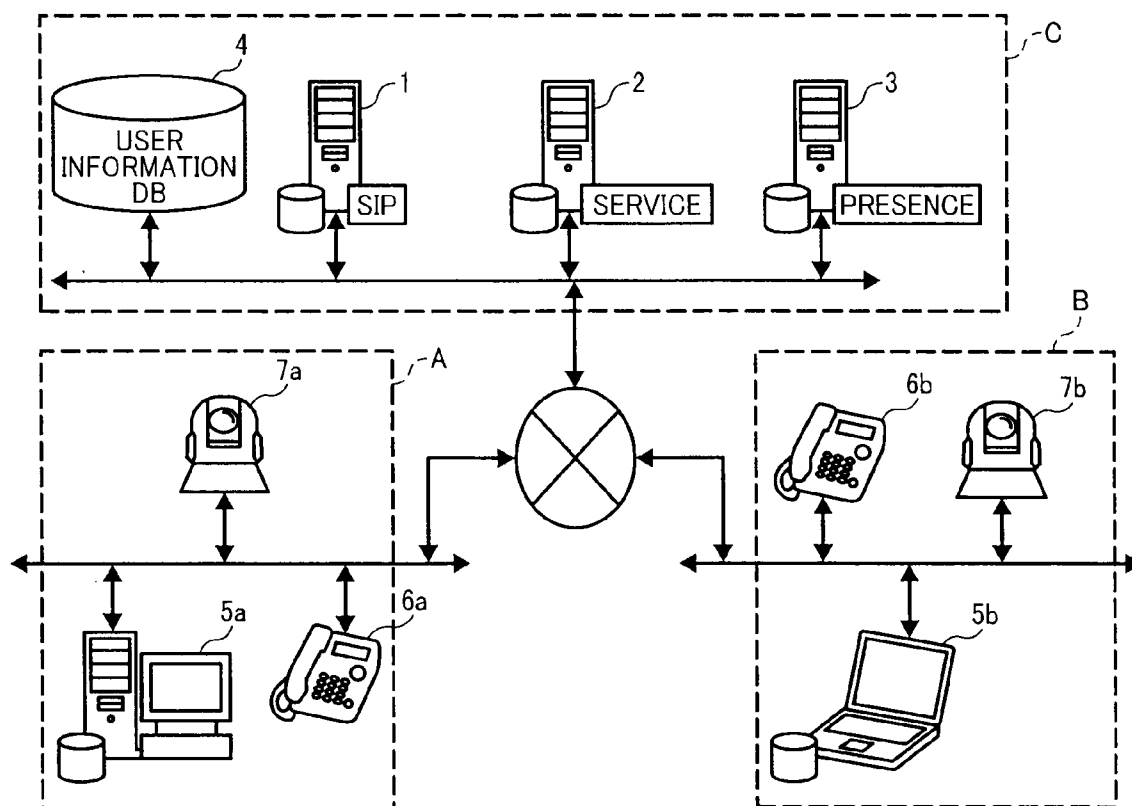 C
4
1
2
3
USER
INFORMATION
DB
SIP
SERVICE
PRESENCE
A
B
7a
6b
7b
5a
6a
5b